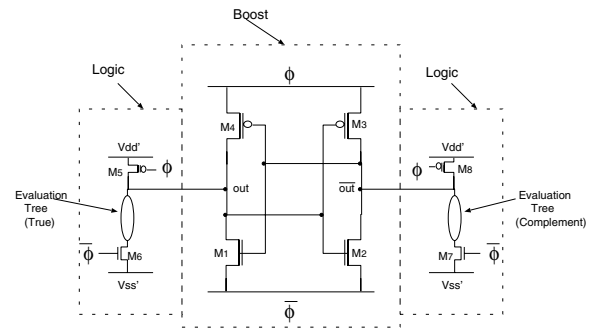 Boost
Logic
ϕ
Logic
M4
M3
Vdd'
M5
ϕ
out
out̅
ϕ
Vdd'
M8
Evaluation
Tree
(True)
Evaluation
Tree
(Complement)
ϕ̅
M6
Vss'
M1
M2
M7
ϕ̅
Vss'
ϕ̅